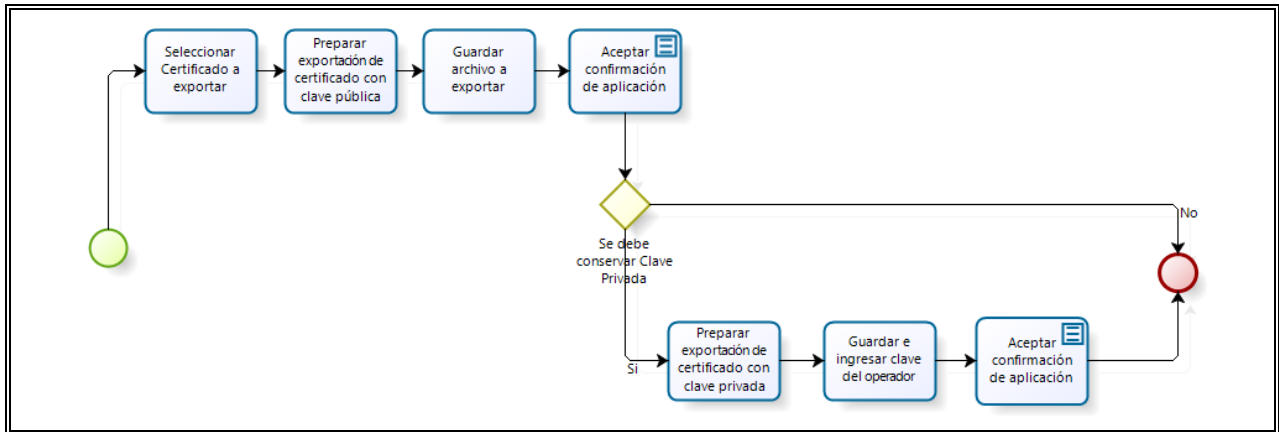 Seleccionar
Certificado a
exportar
Preparar
exportación de
certificado con
clave pública
Guardar
archivo a
exportar
Aceptar
confirmación
de aplicación
Se debe
conservar Clave
Privada
No
Si
Preparar
exportación de
certificado con
clave privada
Guardar e
ingresar clave
del operador
Aceptar
confirmación
de aplicación